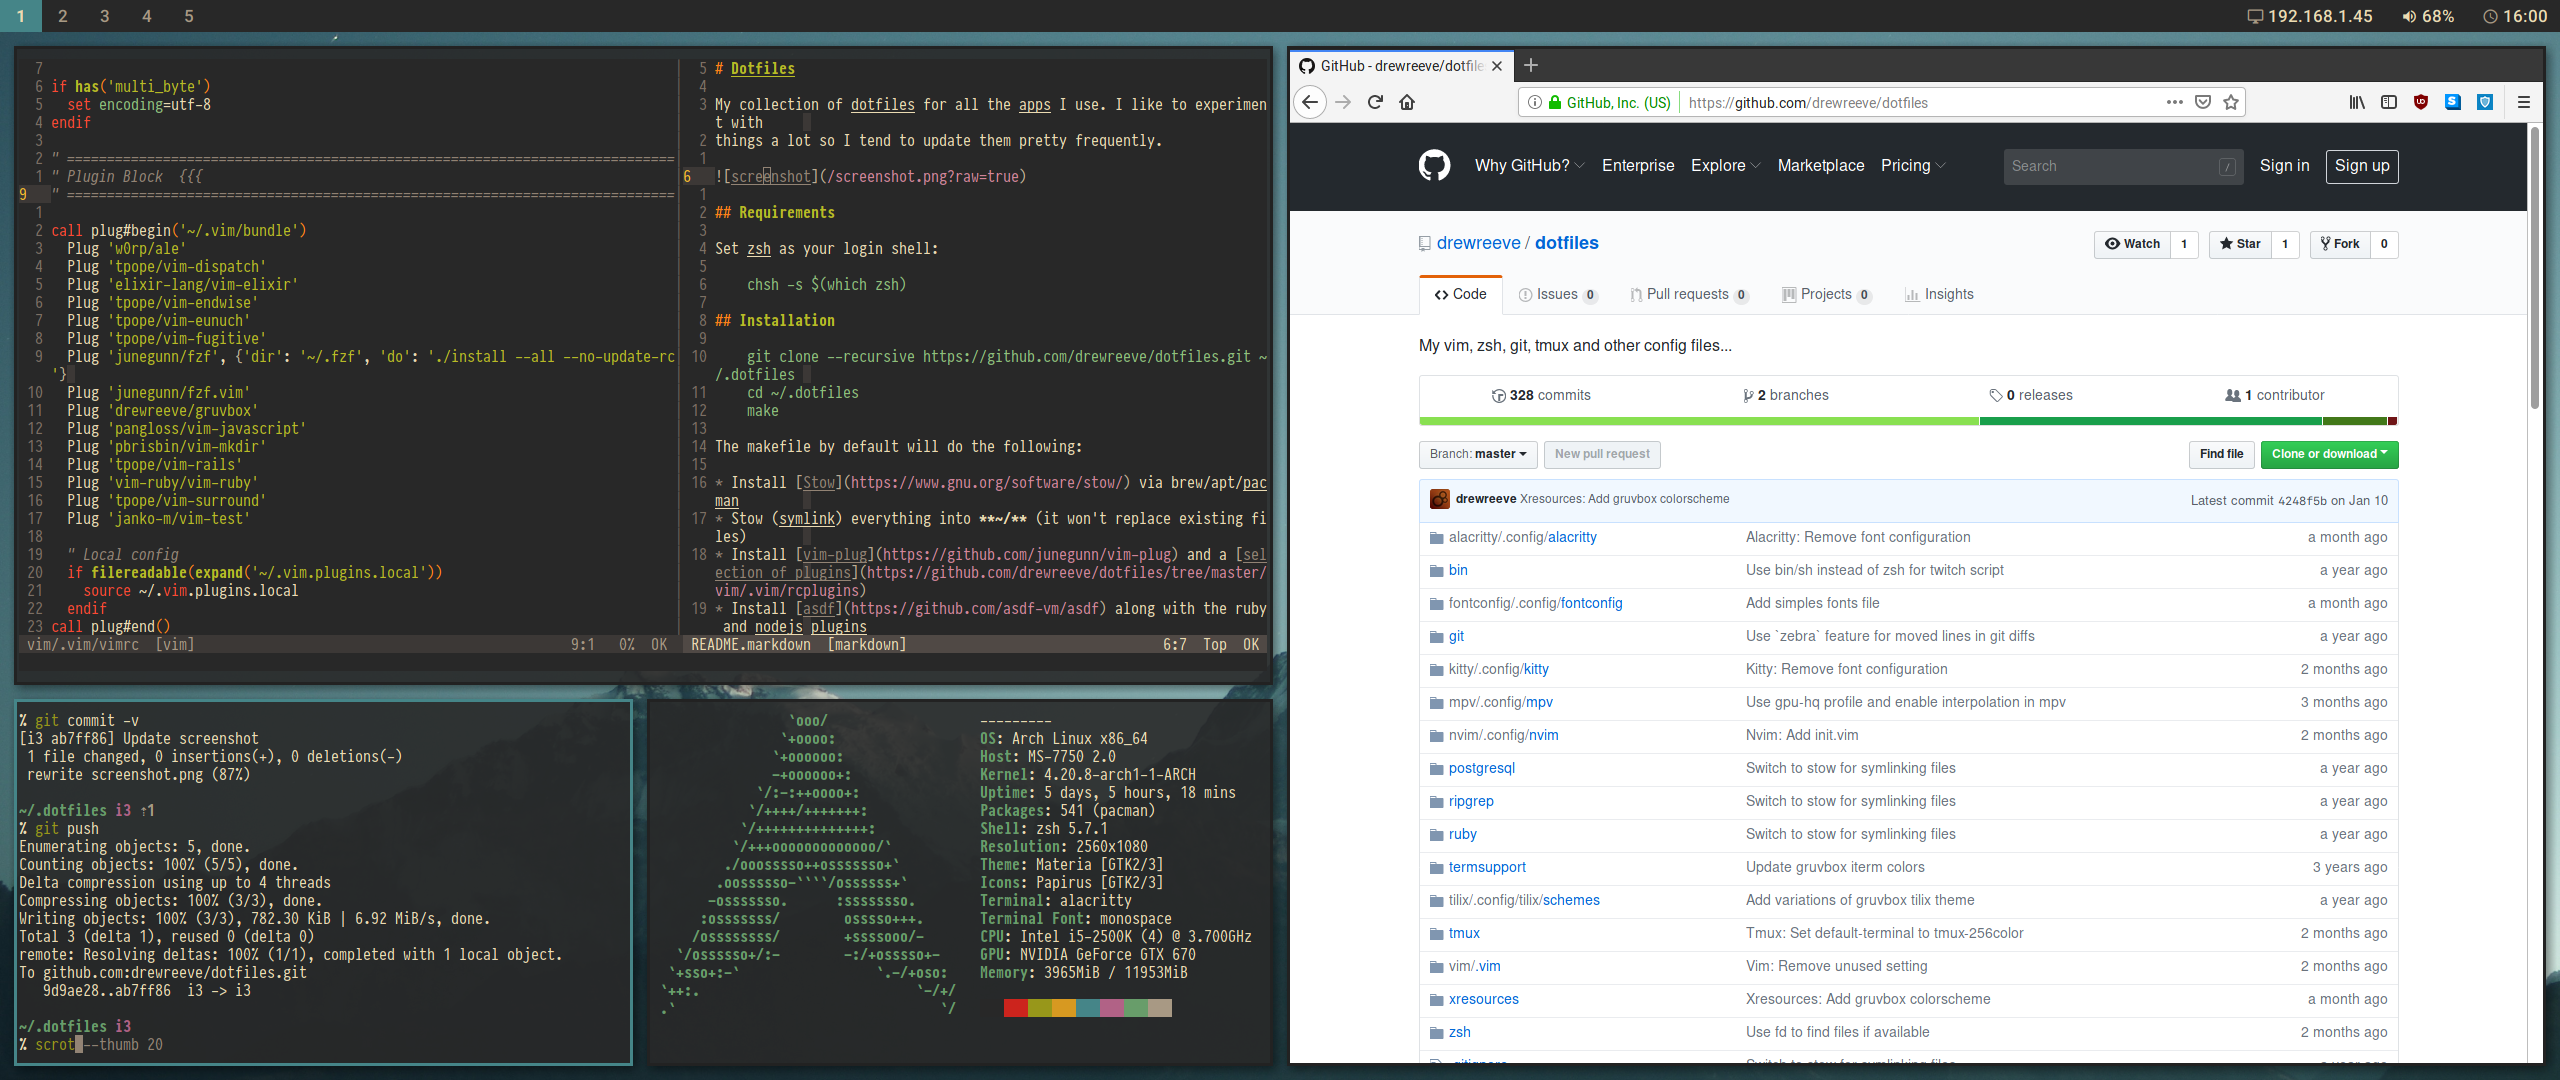 1 2 3 4 5
192.168.1.45 68% 16:00
7
6 if has('multi_byte')
5 set encoding=utf-8
4 endif
3
2 " ============================================================================
1 " Plugin Block {{{
9 " ============================================================================
1
2 call plug#begin('~/.vim/bundle')
3 Plug 'w0rp/ale'
4 Plug 'tpope/vim-dispatch'
5 Plug 'elixir-lang/vim-elixir'
6 Plug 'tpope/vim-endwise'
7 Plug 'tpope/vim-eunuch'
8 Plug 'tpope/vim-fugitive'
9 Plug 'junegunn/fzf', {'dir': '~/.fzf', 'do': './install --all --no-update-rc
'}
10 Plug 'junegunn/fzf.vim'
11 Plug 'drewreeve/gruvbox'
12 Plug 'pangloss/vim-javascript'
13 Plug 'pbrisbin/vim-mkdir'
14 Plug 'tpope/vim-rails'
15 Plug 'vim-ruby/vim-ruby'
16 Plug 'tpope/vim-surround'
17 Plug 'janko-m/vim-test'
18
19 " Local config
20 if filereadable(expand('~/.vim.plugins.local'))
21 source ~/.vim.plugins.local
22 endif
23 call plug#end()
vim/.vim/vimrc [vim] 9:1 0% OK
5 # Dotfiles
4
3 My collection of dotfiles for all the apps I use. I like to experimen
t with
2 things a lot so I tend to update them pretty frequently.
1
6 ![screenshot](/screenshot.png?raw=true)
1
2 ## Requirements
3
4 Set zsh as your login shell:
5
6 chsh -s $(which zsh)
7
8 ## Installation
9
10 git clone --recursive https://github.com/drewreeve/dotfiles.git ~
/.dotfiles
11 cd ~/.dotfiles
12 make
13
14 The makefile by default will do the following:
15
16 * Install [Stow](https://www.gnu.org/software/stow/) via brew/apt/pac
man
17 * Stow (symlink) everything into **~/** (it won't replace existing fi
les)
18 * Install [vim-plug](https://github.com/junegunn/vim-plug) and a [sel
ection of plugins](https://github.com/drewreeve/dotfiles/tree/master/
vim/.vim/rcplugins)
19 * Install [asdf](https://github.com/asdf-vm/asdf) along with the ruby
and nodejs plugins
README.markdown [markdown] 6:7 Top OK
% git commit -v
[i3 ab7ff86] Update screenshot
1 file changed, 0 insertions(+), 0 deletions(-)
rewrite screenshot.png (87%)
~/.dotfiles i3 ⇡1
% git push
Enumerating objects: 5, done.
Counting objects: 100% (5/5), done.
Delta compression using up to 4 threads
Compressing objects: 100% (3/3), done.
Writing objects: 100% (3/3), 782.30 KiB | 6.92 MiB/s, done.
Total 3 (delta 1), reused 0 (delta 0)
remote: Resolving deltas: 100% (1/1), completed with 1 local object.
To github.com:drewreeve/dotfiles.git
9d9ae28..ab7ff86 i3 -> i3
~/.dotfiles i3
% scrot --thumb 20
---------
OS: Arch Linux x86_64
Host: MS-7750 2.0
Kernel: 4.20.8-arch1-1-ARCH
Uptime: 5 days, 5 hours, 18 mins
Packages: 541 (pacman)
Shell: zsh 5.7.1
Resolution: 2560x1080
Theme: Materia [GTK2/3]
Icons: Papirus [GTK2/3]
Terminal: alacritty
Terminal Font: monospace
CPU: Intel i5-2500K (4) @ 3.700GHz
GPU: NVIDIA GeForce GTX 670
Memory: 3965MiB / 11953MiB
GitHub - drewreeve/dotfile
GitHub, Inc. (US) https://github.com/drewreeve/dotfiles
Why GitHub? Enterprise Explore Marketplace Pricing Search / Sign in Sign up
drewreeve / dotfiles Watch 1 Star 1 Fork 0
Code Issues 0 Pull requests 0 Projects 0 Insights
My vim, zsh, git, tmux and other config files...
328 commits 2 branches 0 releases 1 contributor
Branch: master New pull request Find file Clone or download
drewreeve Xresources: Add gruvbox colorscheme Latest commit 4248f5b on Jan 10
alacritty/.config/alacritty Alacritty: Remove font configuration a month ago
bin Use bin/sh instead of zsh for twitch script a year ago
fontconfig/.config/fontconfig Add simples fonts file a month ago
git Use `zebra` feature for moved lines in git diffs a year ago
kitty/.config/kitty Kitty: Remove font configuration 2 months ago
mpv/.config/mpv Use gpu-hq profile and enable interpolation in mpv 3 months ago
nvim/.config/nvim Nvim: Add init.vim 2 months ago
postgresql Switch to stow for symlinking files a year ago
ripgrep Switch to stow for symlinking files a year ago
ruby Switch to stow for symlinking files a year ago
termsupport Update gruvbox iterm colors 3 years ago
tilix/.config/tilix/schemes Add variations of gruvbox tilix theme a year ago
tmux Tmux: Set default-terminal to tmux-256color 2 months ago
vim/.vim Vim: Remove unused setting 2 months ago
xresources Xresources: Add gruvbox colorscheme a month ago
zsh Use fd to find files if available 2 months ago